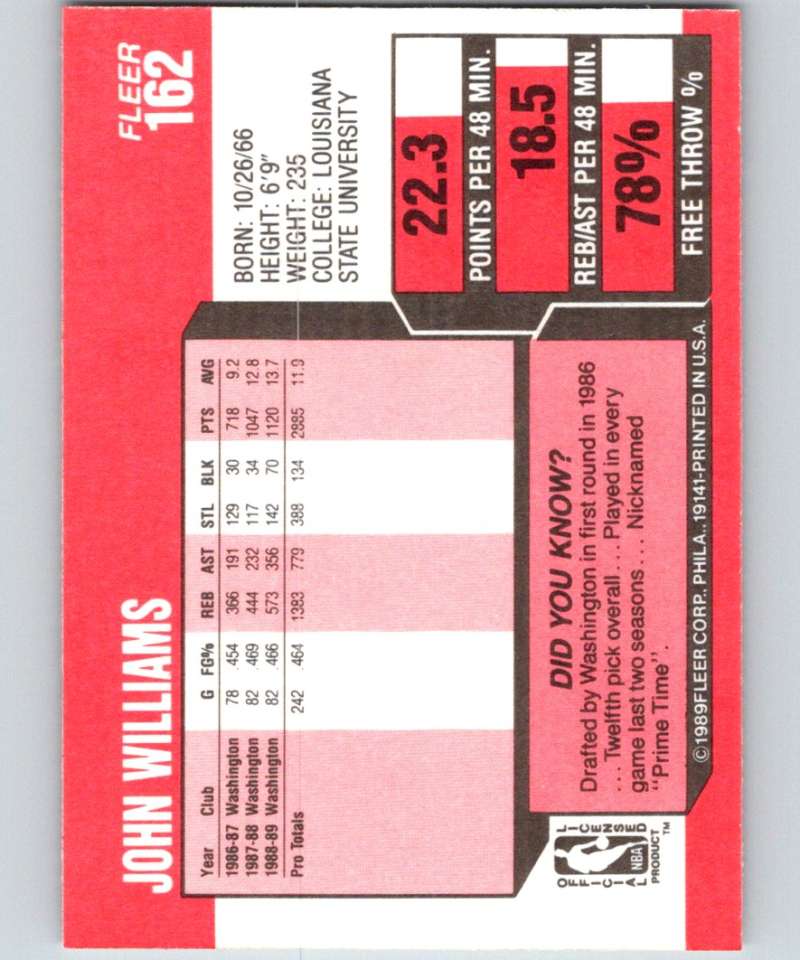 JOHN WILLIAMS
FLEER
162
Year Club G FG% REB AST STL BLK PTS AVG
1986-87 Washington 78 .454 366 191 129 30 718 9.2
1987-88 Washington 82 .469 444 232 117 34 1047 12.8
1988-89 Washington 82 .466 573 356 142 70 1120 13.7
Pro Totals 242 .464 1383 779 388 134 2885 11.9
BORN: 10/26/66
HEIGHT: 6'9"
WEIGHT: 235
COLLEGE: LOUISIANA
STATE UNIVERSITY
22.3
POINTS PER 48 MIN.
18.5
REB/AST PER 48 MIN.
78%
FREE THROW %
DID YOU KNOW?
Drafted by Washington in first round in 1986
... Twelfth pick overall ... Played in every
game last two seasons ... Nicknamed
"Prime Time".
OFFICIAL LICENSED
NBA
PRODUCT™
©1989 FLEER CORP., PHILA., 19141-PRINTED IN U.S.A.